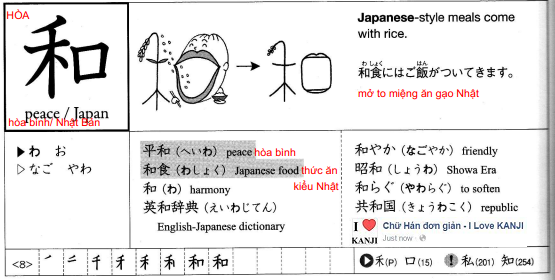 HÒA
和
peace / Japan
hòa bình/ Nhật Bản
Japanese-style meals come
with rice.
わしょく はん
和食にはご飯がついてきます。
mở to miệng ăn gạo Nhật
▶わ お
▷なご やわ
平和（へいわ）peace hòa bình
和食（わしょく）Japanese food thức ăn
kiểu Nhật
和（わ）harmony
英和辞典（えいわじてん）
English-Japanese dictionary
和やか（なごやか）friendly
昭和（しょうわ）Showa Era
和らぐ（やわらぐ）to soften
共和国（きょうわこく）republic
I
KANJI
Chữ Hán đơn giản - I Love KANJI
Just now
<8> 千 禾 和 和
禾(P) 口(15) 私(201) 知(254)